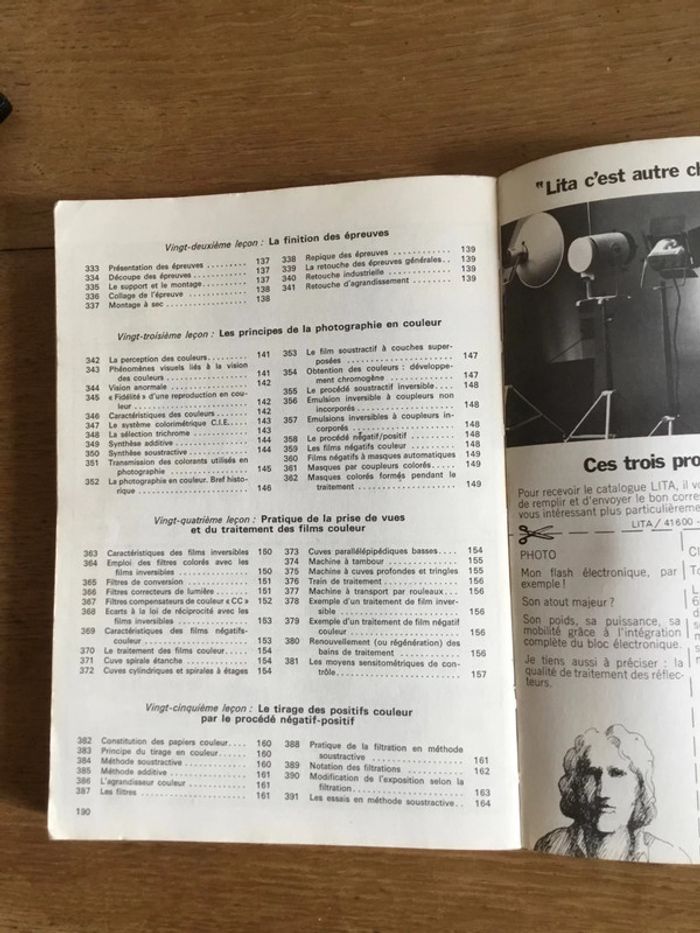 Vingt-deuxième leçon : La finition des épreuves
333 Présentation des épreuves ......... 137
334 Découpe des épreuves ............ 137
335 Le support et le montage .......... 137
336 Collage de l'épreuve .............. 138
337 Montage à sec ................... 138
338 Repique des épreuves ............ 139
339 La retouche des épreuves générales.. 139
340 Retouche industrielle ............. 139
341 Retouche d'agrandissement ........ 139
Vingt-troisième leçon : Les principes de la photographie en couleur
342 La perception des couleurs......... 141
343 Phénomènes visuels liés à la vision
des couleurs .................... 141
344 Vision anormale .................. 142
345 « Fidélité » d'une reproduction en cou-
leur ............................ 142
346 Caractéristiques des couleurs ...... 142
347 Le système colorimétrique C.I.E..... 143
348 La sélection trichrome ............ 143
349 Synthèse additive ................ 144
350 Synthèse soustractive ............. 144
351 Transmission des colorants utilisés en
photographie .................... 145
352 La photographie en couleur. Bref histo-
rique .......................... 146
353 Le film soustractif à couches super-
posées ......................... 147
354 Obtention des couleurs : développe-
ment chromogène ............... 147
355 Le procédé soustractif inversible.... 148
356 Emulsion inversible à coupleurs non
incorporés ...................... 148
357 Emulsions inversibles à coupleurs in-
corporés ....................... 148
358 Le procédé négatif/positif .......... 148
359 Les films négatifs couleur .......... 148
360 Films négatifs à masques automatiques 149
361 Masques par coupleurs colorés..... 149
362 Masques colorés formés pendant le
traitement ...................... 149
Vingt-quatrième leçon : Pratique de la prise de vues
et du traitement des films couleur
363 Caractéristiques des films inversibles 150
364 Emploi des filtres colorés avec les
films inversibles ................. 150
365 Filtres de conversion .............. 151
366 Filtres correcteurs de lumière ....... 151
367 Filtres compensateurs de couleur « CC » 152
368 Ecarts à la loi de réciprocité avec les
films inversibles ................. 153
369 Caractéristiques des films négatifs-
couleur ........................ 153
370 Le traitement des films couleur..... 154
371 Cuve spirale étanche .............. 154
372 Cuves cylindriques et spirales à étages 154
373 Cuves parallélépipédiques basses.... 154
374 Machine à tambour ............... 155
375 Machine à cuves profondes et tringles 155
376 Train de traitement ............... 156
377 Machine à transport par rouleaux... 156
378 Exemple d'un traitement de film inver-
sible ........................... 156
379 Exemple d'un traitement de film négatif
couleur ........................ 156
380 Renouvellement (ou régénération) des
bains de traitement .............. 156
381 Les moyens sensitométriques de con-
trôle ........................... 157
Vingt-cinquième leçon : Le tirage des positifs couleur
par le procédé négatif-positif
382 Constitution des papiers couleur.... 160
383 Principe du tirage en couleur....... 160
384 Méthode soustractive ............. 160
385 Méthode additive ................. 161
386 L'agrandisseur couleur ............ 161
387 Les filtres ....................... 161
388 Pratique de la filtration en méthode
soustractive .................... 161
389 Notation des filtrations ............ 162
390 Modification de l'exposition selon la
filtration ........................ 163
391 Les essais en méthode soustractive.. 164
190
"Lita c'est autre
Ces trois
Pour recevoir le catalogue LITA, il
de remplir et d'envoyer le bon
vous intéressant plus
LITA / 41600
PHOTO
Mon flash électronique, par
exemple !
Son atout majeur ?
Son poids, sa puissance, sa
mobilité grâce à l'intégration
complète du bloc électronique.
Je tiens aussi à préciser : la
qualité de traitement des réflec-
teurs.